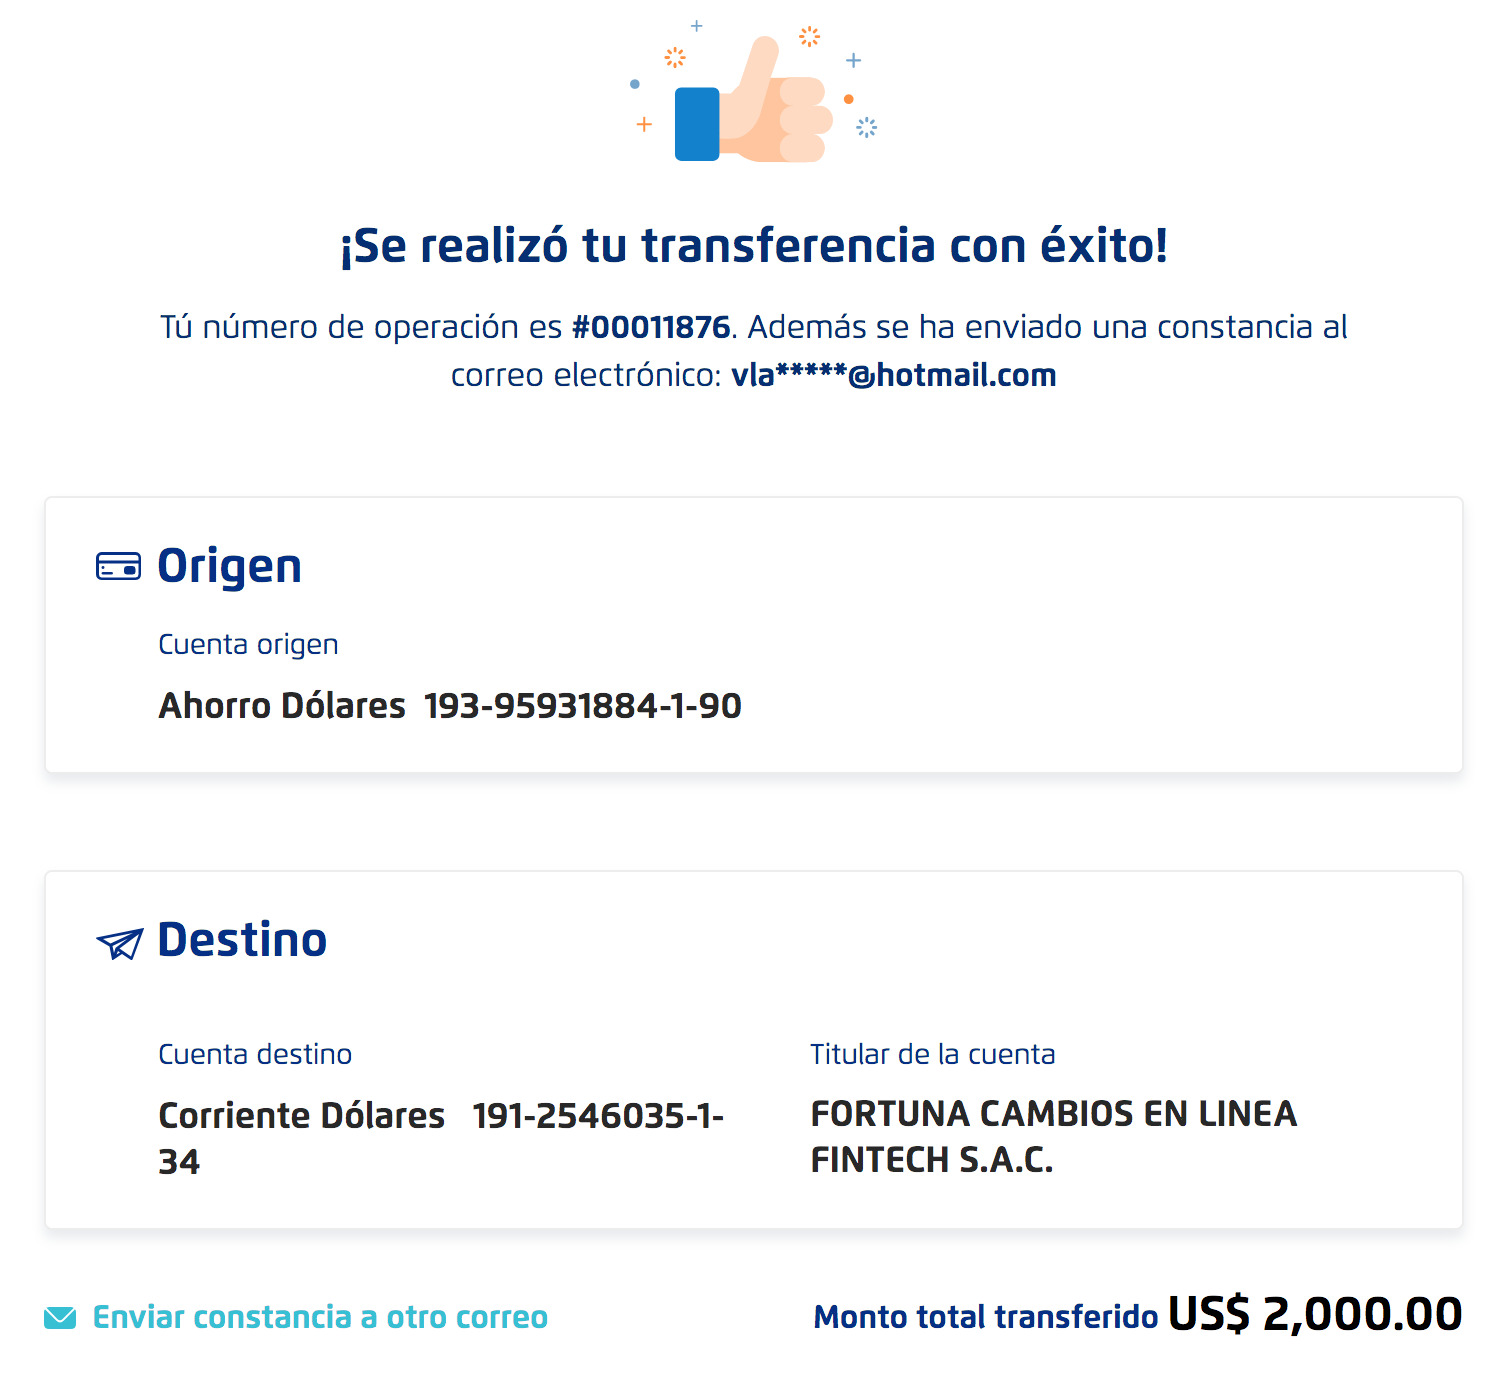 ¡Se realizó tu transferencia con éxito!
Tú número de operación es #00011876. Además se ha enviado una constancia al
correo electrónico: vla*****@hotmail.com
Origen
Cuenta origen
Ahorro Dólares 193-95931884-1-90
Destino
Cuenta destino
Corriente Dólares 191-2546035-1-
34
Titular de la cuenta
FORTUNA CAMBIOS EN LINEA
FINTECH S.A.C.
Enviar constancia a otro correo
Monto total transferido US$ 2,000.00